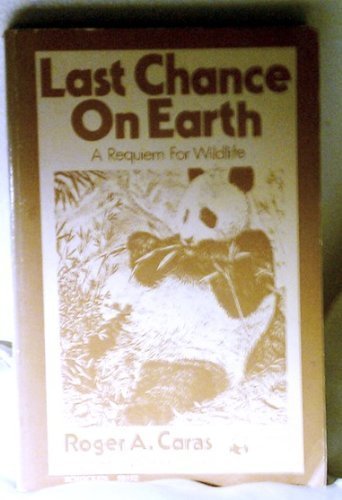 Last Chance
On Earth
A Requiem For Wildlife
Roger A. Caras